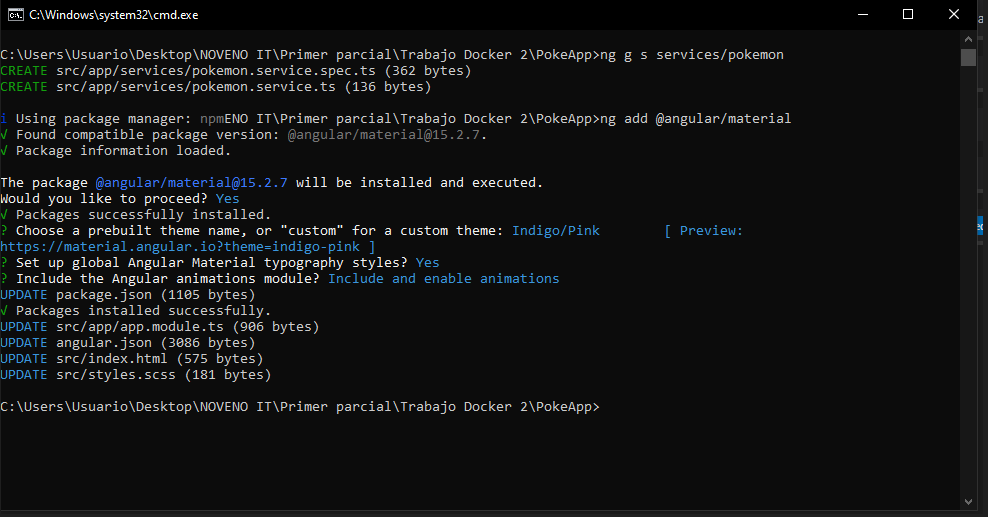 C:\Windows\system32\cmd.exe
C:\Users\Usuario\Desktop\NOVENO IT\Primer parcial\Trabajo Docker 2\PokeApp>ng g s services/pokemon
CREATE src/app/services/pokemon.service.spec.ts (362 bytes)
CREATE src/app/services/pokemon.service.ts (136 bytes)
i Using package manager: npmENO IT\Primer parcial\Trabajo Docker 2\PokeApp>ng add @angular/material
√ Found compatible package version: @angular/material@15.2.7.
√ Package information loaded.
The package @angular/material@15.2.7 will be installed and executed.
Would you like to proceed? Yes
√ Packages successfully installed.
? Choose a prebuilt theme name, or "custom" for a custom theme: Indigo/Pink        [ Preview:
https://material.angular.io?theme=indigo-pink ]
? Set up global Angular Material typography styles? Yes
? Include the Angular animations module? Include and enable animations
UPDATE package.json (1105 bytes)
√ Packages installed successfully.
UPDATE src/app/app.module.ts (906 bytes)
UPDATE angular.json (3086 bytes)
UPDATE src/index.html (575 bytes)
UPDATE src/styles.scss (181 bytes)
C:\Users\Usuario\Desktop\NOVENO IT\Primer parcial\Trabajo Docker 2\PokeApp>